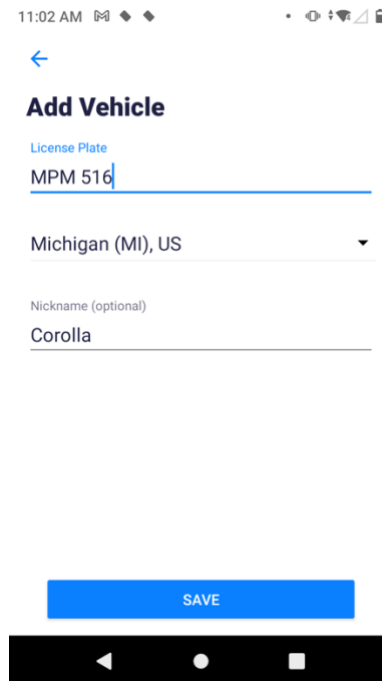 11:02 AM
Add Vehicle
License Plate
MPM 516
Michigan (MI), US
Nickname (optional)
Corolla
SAVE